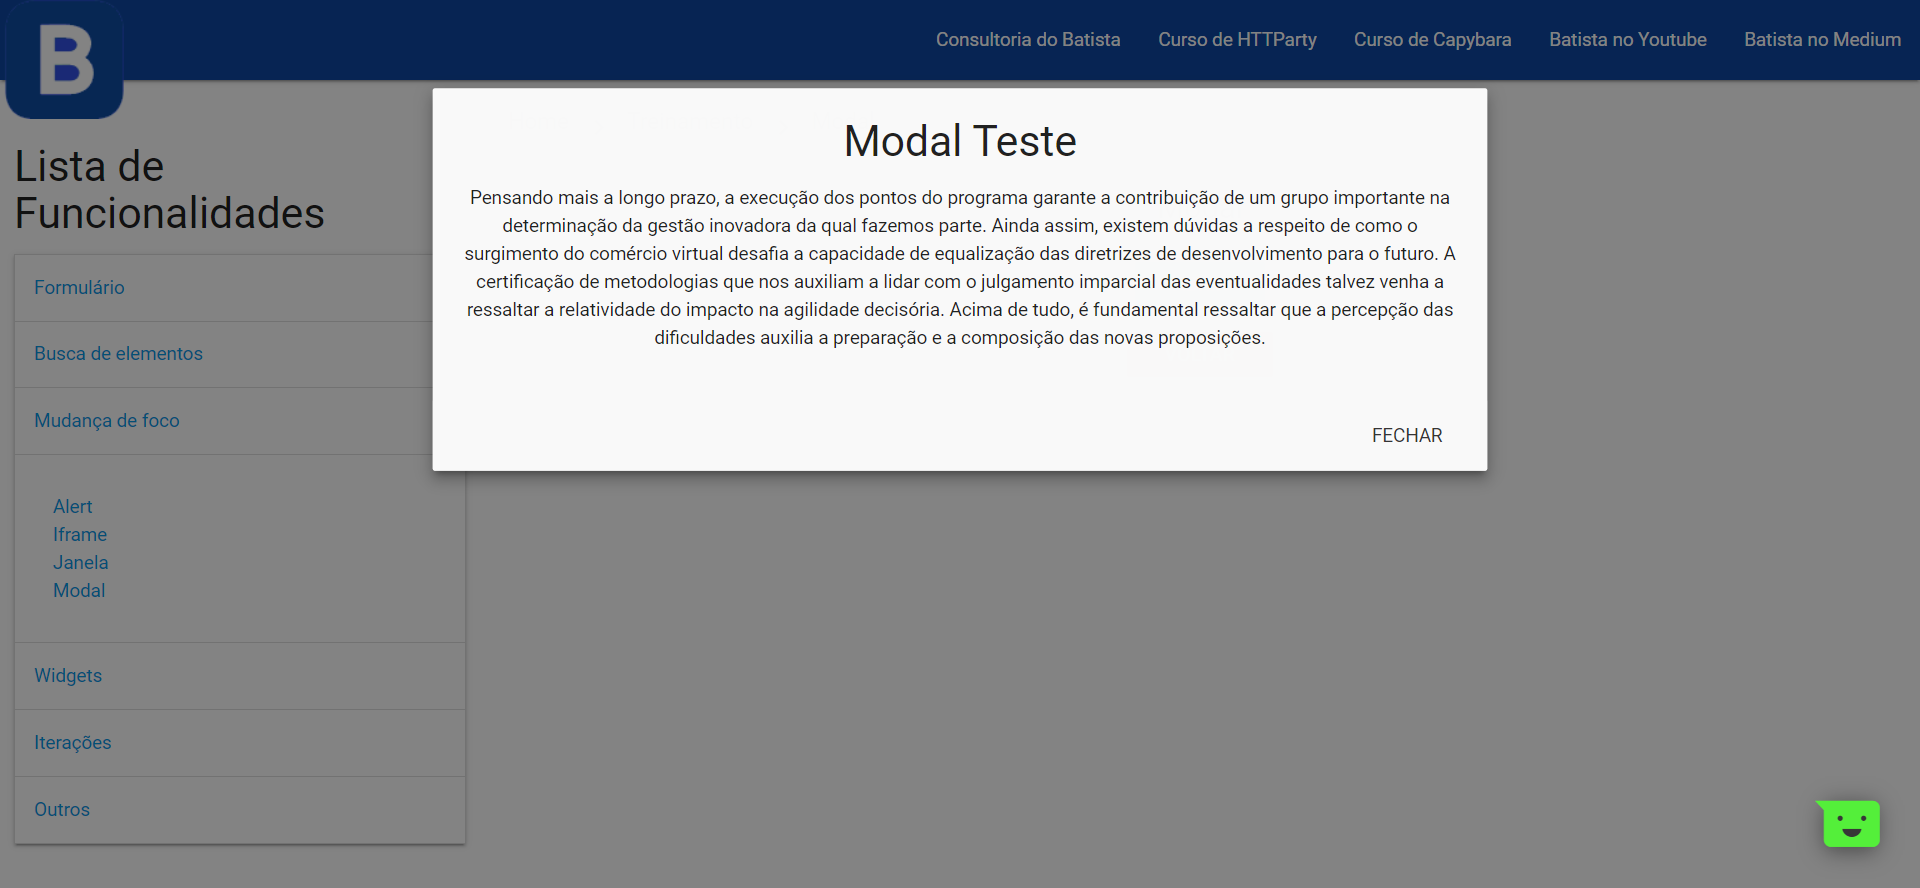 B
Consultoria do Batista
Curso de HTTParty
Curso de Capybara
Batista no Youtube
Batista no Medium
Lista de
Funcionalidades
Formulário
Busca de elementos
Mudança de foco
Alert
Iframe
Janela
Modal
Widgets
Iterações
Outros
Modal Teste
Pensando mais a longo prazo, a execução dos pontos do programa garante a contribuição de um grupo importante na
determinação da gestão inovadora da qual fazemos parte. Ainda assim, existem dúvidas a respeito de como o
surgimento do comércio virtual desafia a capacidade de equalização das diretrizes de desenvolvimento para o futuro. A
certificação de metodologias que nos auxiliam a lidar com o julgamento imparcial das eventualidades talvez venha a
ressaltar a relatividade do impacto na agilidade decisória. Acima de tudo, é fundamental ressaltar que a percepção das
dificuldades auxilia a preparação e a composição das novas proposições.
FECHAR